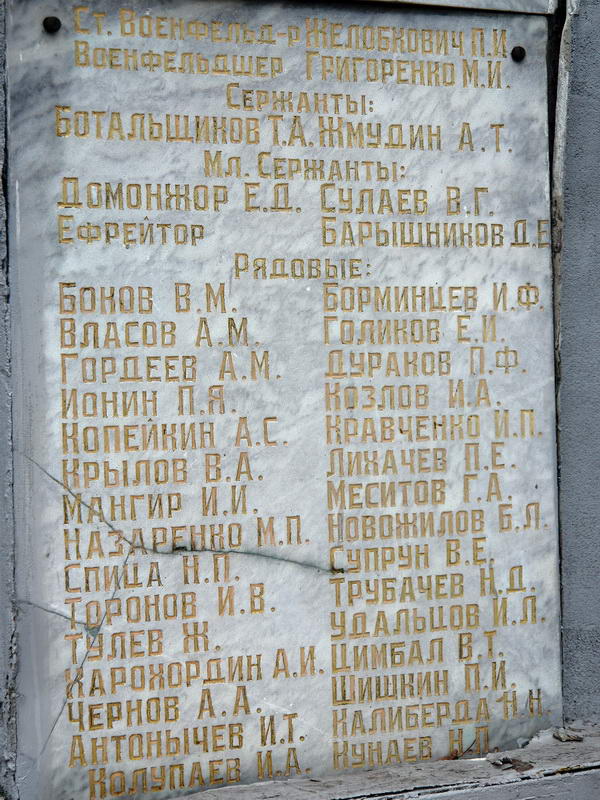 Ст. Военфельд-р Желобкович П.И
Военфельдшер Григоренко М.И.
Сержанты:
Ботальщиков Т.А. Жмудин А.Т.
Мл. Сержанты:
Домонжор Е.Д. Сулаев В.Г.
Ефрейтор Барышников Д.Е
Рядовые:
Боков В.М. Борминцев И.Ф.
Власов А.М. Голиков Е.И.
Гордеев А.М. Дураков П.Ф.
Ионин П.Я. Козлов И.А.
Копейкин А.С. Кравченко И.П.
Крылов В.А. Лихачев П.Е.
Мангир И.И. Меситов Г.А.
Назаренко М.П. Новожилов Б.Л.
Спица Н.П. Супрун В.Е.
Торонов И.В. Трубачев Н.Д.
Тулев Ж. Удальцов И.Л.
Карожордин А.И Цимбал В.Т.
Чернов А.А. Шишкин П.И.
Антонычев И.Т. Калиберда Н.Н.
Колупаев И.А. Кунаев Н.П.